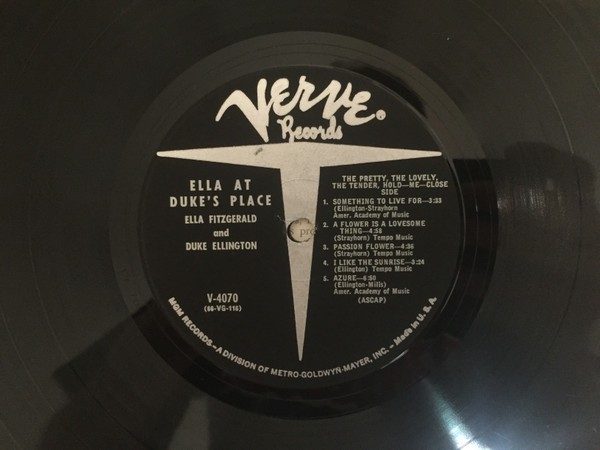 VERVE®
Records
ELLA AT
DUKE'S PLACE
ELLA FITZGERALD
and
DUKE ELLINGTON
V-4070
(66-VG-116)
THE PRETTY, THE LOVELY,
THE TENDER, HOLD—ME—CLOSE
SIDE
1. SOMETHING TO LIVE FOR—3:33
(Ellington-Strayhorn
Amer. Academy of Music
2. A FLOWER IS A LOVESOME
THING—4:58
(Strayhorn) Tempo Music
3. PASSION FLOWER—4:36
(Strayhorn) Tempo Music
4. I LIKE THE SUNRISE—3:24
(Ellington) Tempo Music
5. AZURE—6:50
(Ellington-Mills)
Amer. Academy of Music
(ASCAP)
MGM RECORDS—A DIVISION OF METRO-GOLDWYN-MAYER, INC.—Made in U. S. A.